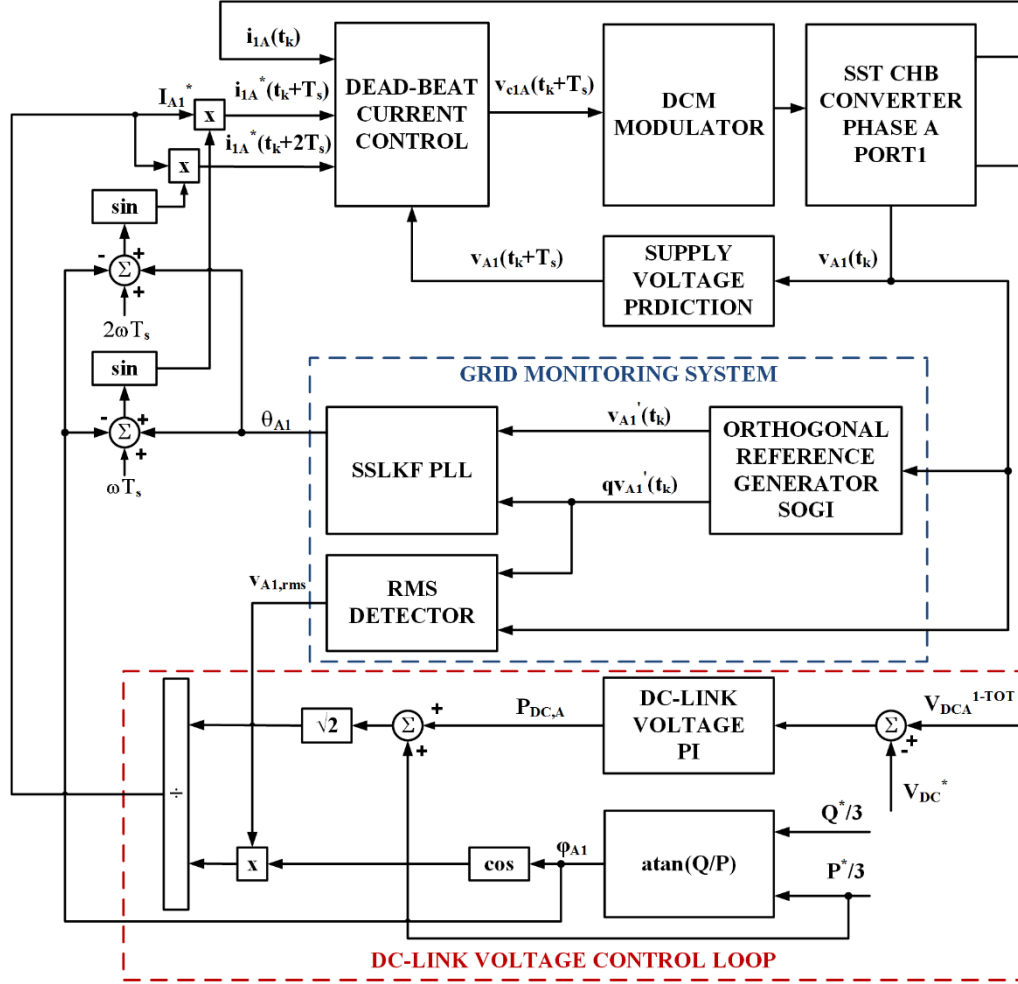 i1A(tk)
DEAD-BEAT
CURRENT
CONTROL
vc1A(tk+Ts)
DCM
MODULATOR
SST CHB
CONVERTER
PHASE A
PORT1
IA1*
x
i1A*(tk+Ts)
x
i1A*(tk+2Ts)
sin
- +
Σ
+
2ωTs
vA1(tk+Ts)
SUPPLY
VOLTAGE
PRDICTION
vA1(tk)
sin
- +
Σ
+
ωTs
θA1
GRID MONITORING SYSTEM
SSLKF PLL
vA1'(tk)
qvA1'(tk)
ORTHOGONAL
REFERENCE
GENERATOR
SOGI
vA1,rms
RMS
DETECTOR
÷
√2
+
Σ
+
PDC,A
DC-LINK
VOLTAGE
PI
Σ
+
-
VDCA1-TOT
VDC*
x
cos
φA1
atan(Q/P)
Q*/3
P*/3
DC-LINK VOLTAGE CONTROL LOOP